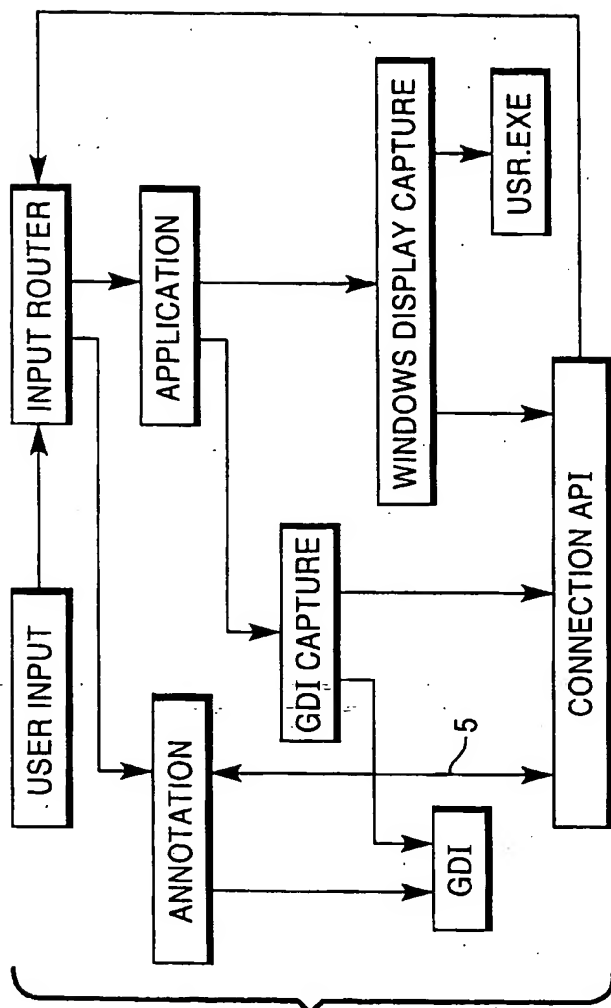 USER INPUT
INPUT ROUTER
ANNOTATION
APPLICATION
GDI CAPTURE
WINDOWS DISPLAY CAPTURE
GDI
5
USR.EXE
CONNECTION API